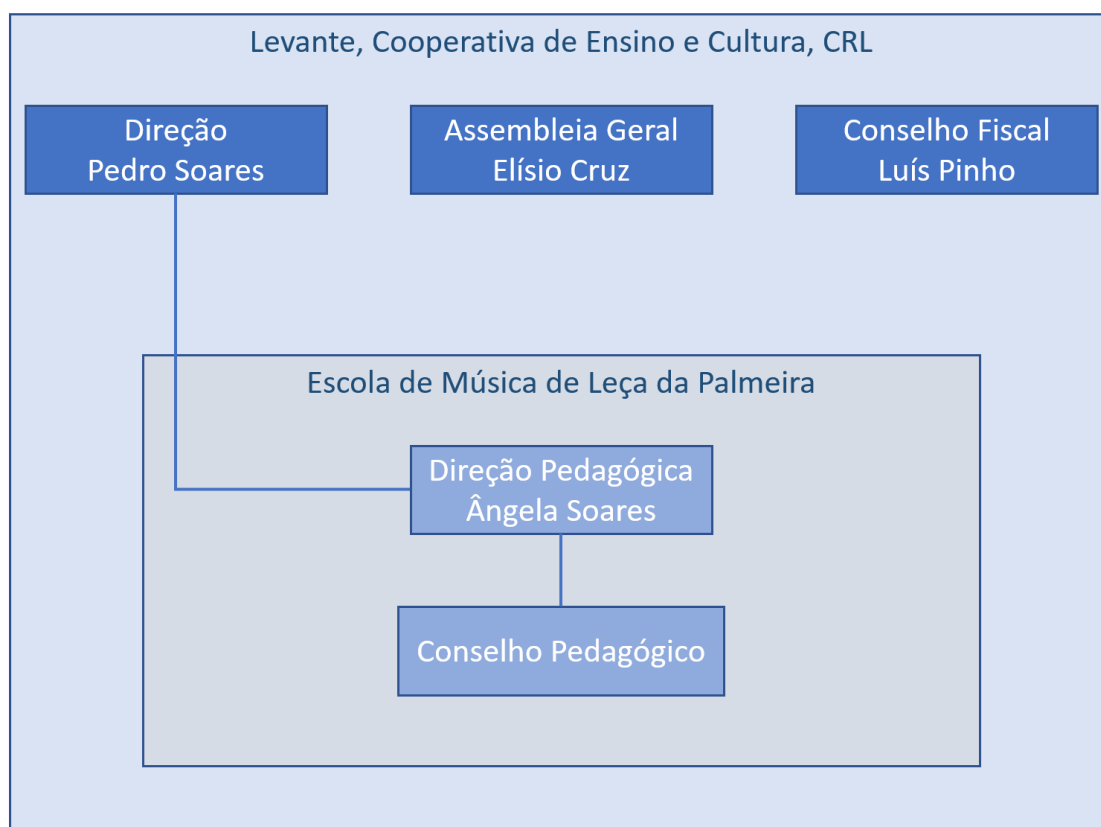 Levante, Cooperativa de Ensino e Cultura, CRL
Direção
Pedro Soares
Assembleia Geral
Elísio Cruz
Conselho Fiscal
Luís Pinho
Escola de Música de Leça da Palmeira
Direção Pedagógica
Ângela Soares
Conselho Pedagógico